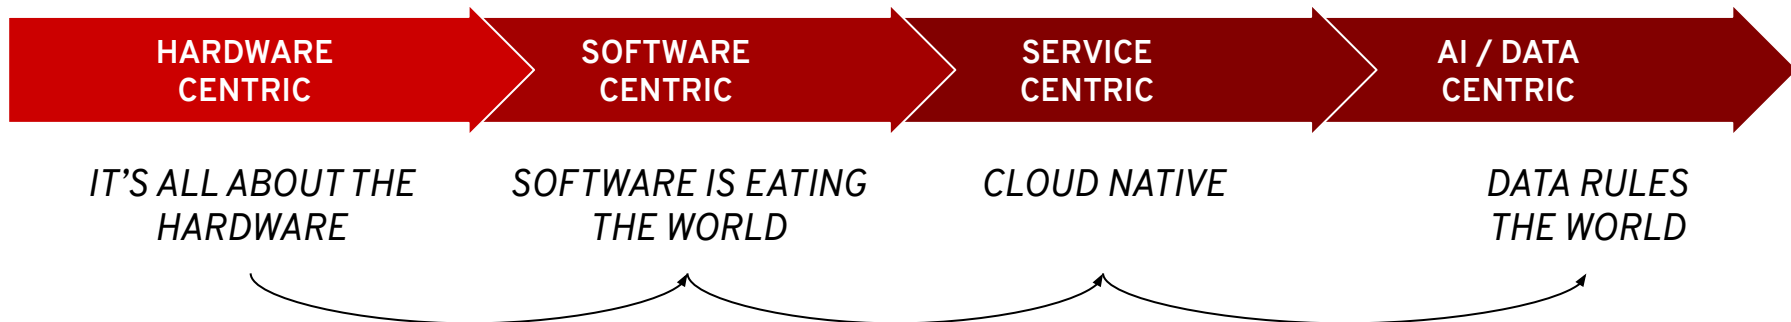 HARDWARE
CENTRIC
SOFTWARE
CENTRIC
SERVICE
CENTRIC
AI / DATA
CENTRIC
IT'S ALL ABOUT THE
HARDWARE
SOFTWARE IS EATING
THE WORLD
CLOUD NATIVE
DATA RULES
THE WORLD